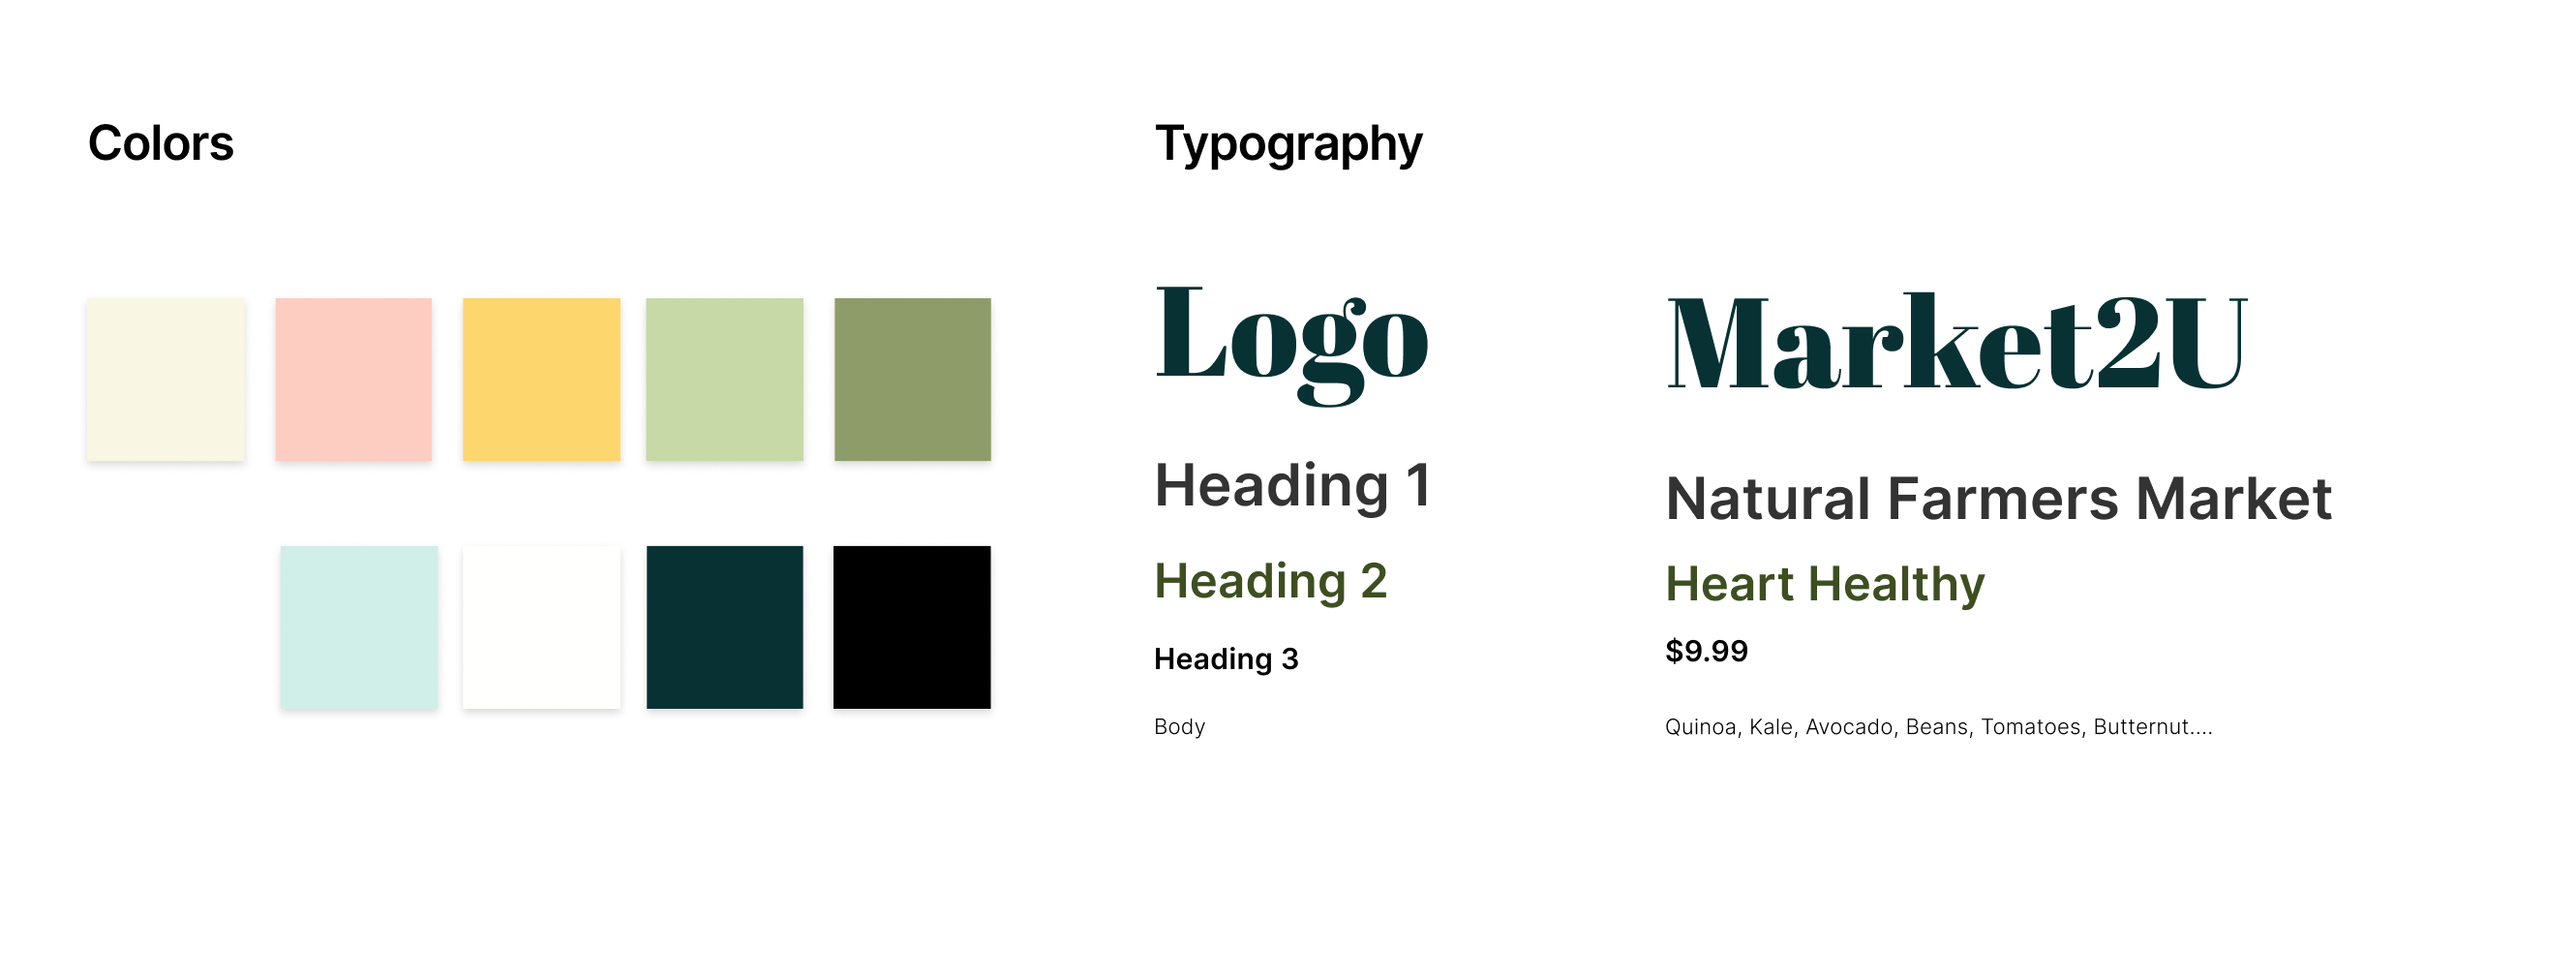 Colors
Typography
Logo
Market2U
Heading 1
Natural Farmers Market
Heading 2
Heart Healthy
Heading 3
$9.99
Body
Quinoa, Kale, Avocado, Beans, Tomatoes, Butternut....